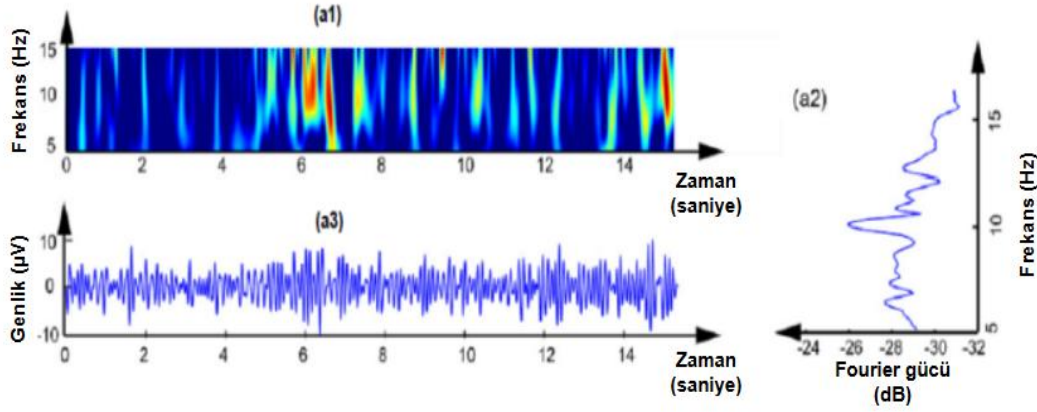 (a1)
Frekans (Hz)
15
10
5
0 2 4 6 8 10 12 14
Zaman
(saniye)
(a3)
Genlik (µV)
10
0
-10
0 2 4 6 8 10 12 14
Zaman
(saniye)
(a2)
15
10
5
Frekans (Hz)
-24 -26 -28 -30 -32
Fourier gücü
(dB)